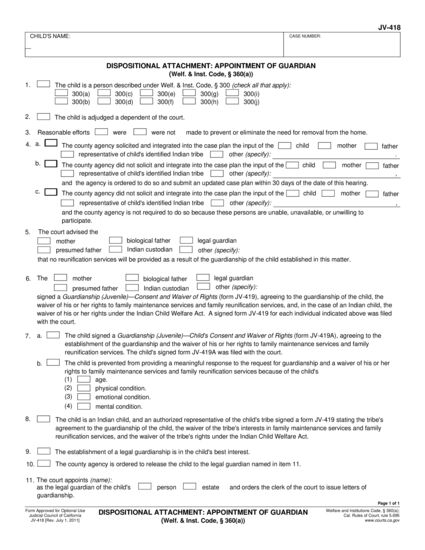 JV-418
CHILD'S NAME:
CASE NUMBER:
DISPOSITIONAL ATTACHMENT: APPOINTMENT OF GUARDIAN
(Welf. & Inst. Code, § 360(a))
1. The child is a person described under Welf. & Inst. Code, § 300 (check all that apply):
300(a) 300(c) 300(e) 300(g) 300(i)
300(b) 300(d) 300(f) 300(h) 300(j)
2. The child is adjudged a dependent of the court.
3. Reasonable efforts were were not made to prevent or eliminate the need for removal from the home.
4. a. The county agency solicited and integrated into the case plan the input of the child mother father
representative of child's identified Indian tribe other (specify): ,
b. The county agency did not solicit and integrate into the case plan the input of the child mother father
representative of child's identified Indian tribe other (specify): ,
and the agency is ordered to do so and submit an updated case plan within 30 days of the date of this hearing.
c. The county agency did not solicit and integrate into the case plan the input of the child mother father
representative of child's identified Indian tribe other (specify): ,
and the county agency is not required to do so because these persons are unable, unavailable, or unwilling to
participate.
5. The court advised the
mother biological father legal guardian
presumed father Indian custodian other (specify):
that no reunification services will be provided as a result of the guardianship of the child established in this matter.
6. The mother biological father legal guardian
presumed father Indian custodian other (specify):
signed a Guardianship (Juvenile)—Consent and Waiver of Rights (form JV-419), agreeing to the guardianship of the child, the
waiver of his or her rights to family maintenance services and family reunification services, and, in the case of an Indian child, the
waiver of his or her rights under the Indian Child Welfare Act. A signed form JV-419 for each individual indicated above was filed
with the court.
7. a. The child signed a Guardianship (Juvenile)—Child's Consent and Waiver of Rights (form JV-419A), agreeing to the
establishment of the guardianship and the waiver of his or her rights to family maintenance services and family
reunification services. The child's signed form JV-419A was filed with the court.
b. The child is prevented from providing a meaningful response to the request for guardianship and a waiver of his or her
rights to family maintenance services and family reunification services because of the child's
(1) age.
(2) physical condition.
(3) emotional condition.
(4) mental condition.
8. The child is an Indian child, and an authorized representative of the child's tribe signed a form JV-419 stating the tribe's
agreement to the guardianship of the child, the waiver of the tribe's interests in family maintenance services and family
reunification services, and the waiver of the tribe's rights under the Indian Child Welfare Act.
9. The establishment of a legal guardianship is in the child's best interest.
10. The county agency is ordered to release the child to the legal guardian named in item 11.
11. The court appoints (name):
as the legal guardian of the child's person estate and orders the clerk of the court to issue letters of
guardianship.
Page 1 of 1
Form Approved for Optional Use
Judicial Council of California
JV-418 [Rev. July 1, 2011]
DISPOSITIONAL ATTACHMENT: APPOINTMENT OF GUARDIAN
(Welf. & Inst. Code, § 360(a))
Welfare and Institutions Code, § 360(a);
Cal. Rules of Court, rule 5.695
www.courts.ca.gov